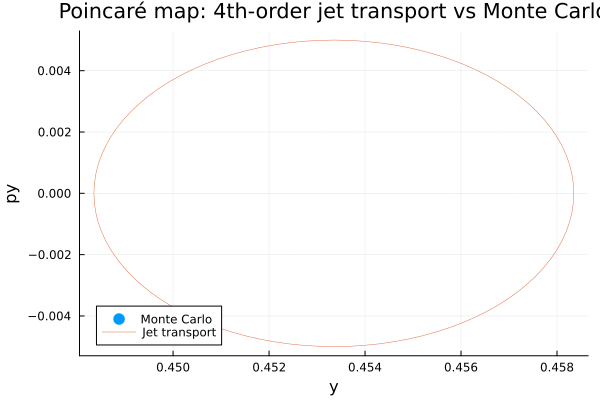 Poincaré map: 4th-order jet transport vs Monte Carlo
py
0.004
0.002
0.000
−0.002
−0.004
Monte Carlo
Jet transport
0.450
0.452
0.454
0.456
0.458
y